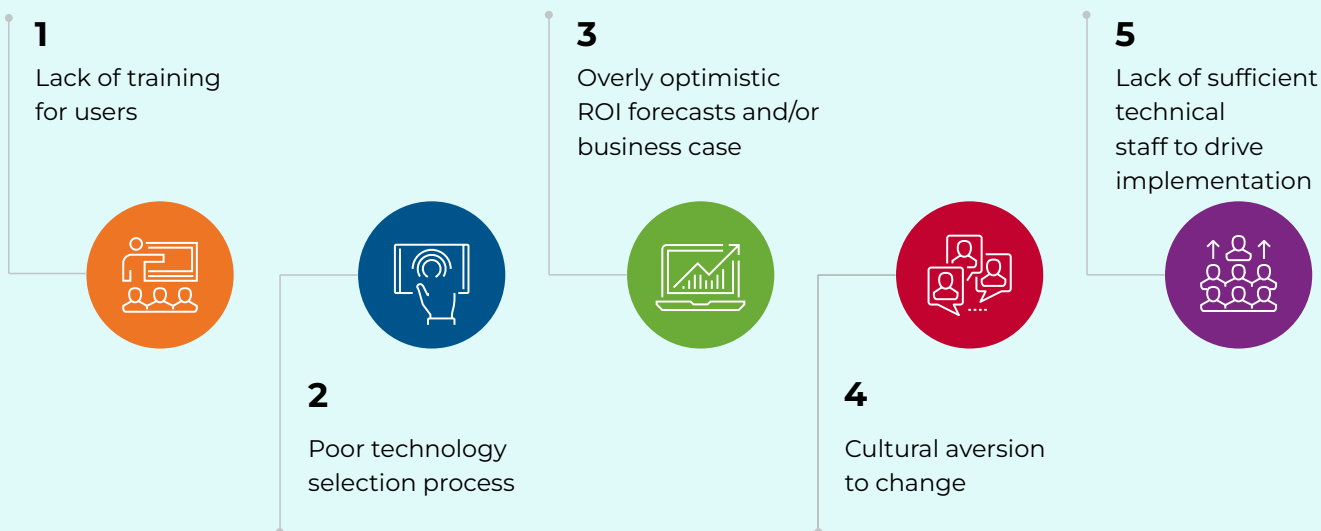 1
Lack of training
for users
2
Poor technology
selection process
3
Overly optimistic
ROI forecasts and/or
business case
4
Cultural aversion
to change
5
Lack of sufficient
technical
staff to drive
implementation